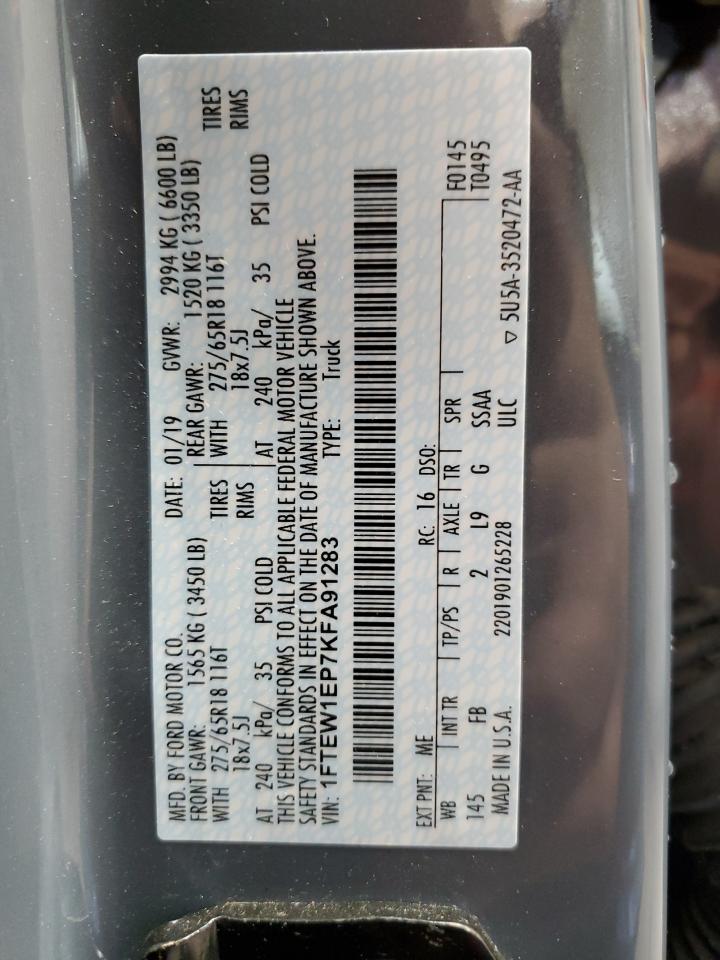 MFD. BY FORD MOTOR CO. DATE: 01/19 GVWR: 2994 KG ( 6600 LB)
FRONT GAWR: 1565 KG ( 3450 LB) REAR GAWR: 1520 KG ( 3350 LB)
WITH 275/65R18 116T TIRES WITH 275/65R18 116T TIRES
18x7.5J RIMS 18x7.5J RIMS
AT 240 kPa/ 35 PSI COLD AT 240 kPa/ 35 PSI COLD
THIS VEHICLE CONFORMS TO ALL APPLICABLE FEDERAL MOTOR VEHICLE
SAFETY STANDARDS IN EFFECT ON THE DATE OF MANUFACTURE SHOWN ABOVE.
VIN: 1FTEW1EP7KFA91283 TYPE: Truck
EXT PNT: ME RC: 16 DSO: F0145
WB INT TR TP/PS R AXLE TR SPR T0495
145 FB 2 L9 G SSAA
MADE IN U.S.A. 2201901265228 ULC ▽ 5U5A-3520472-AA